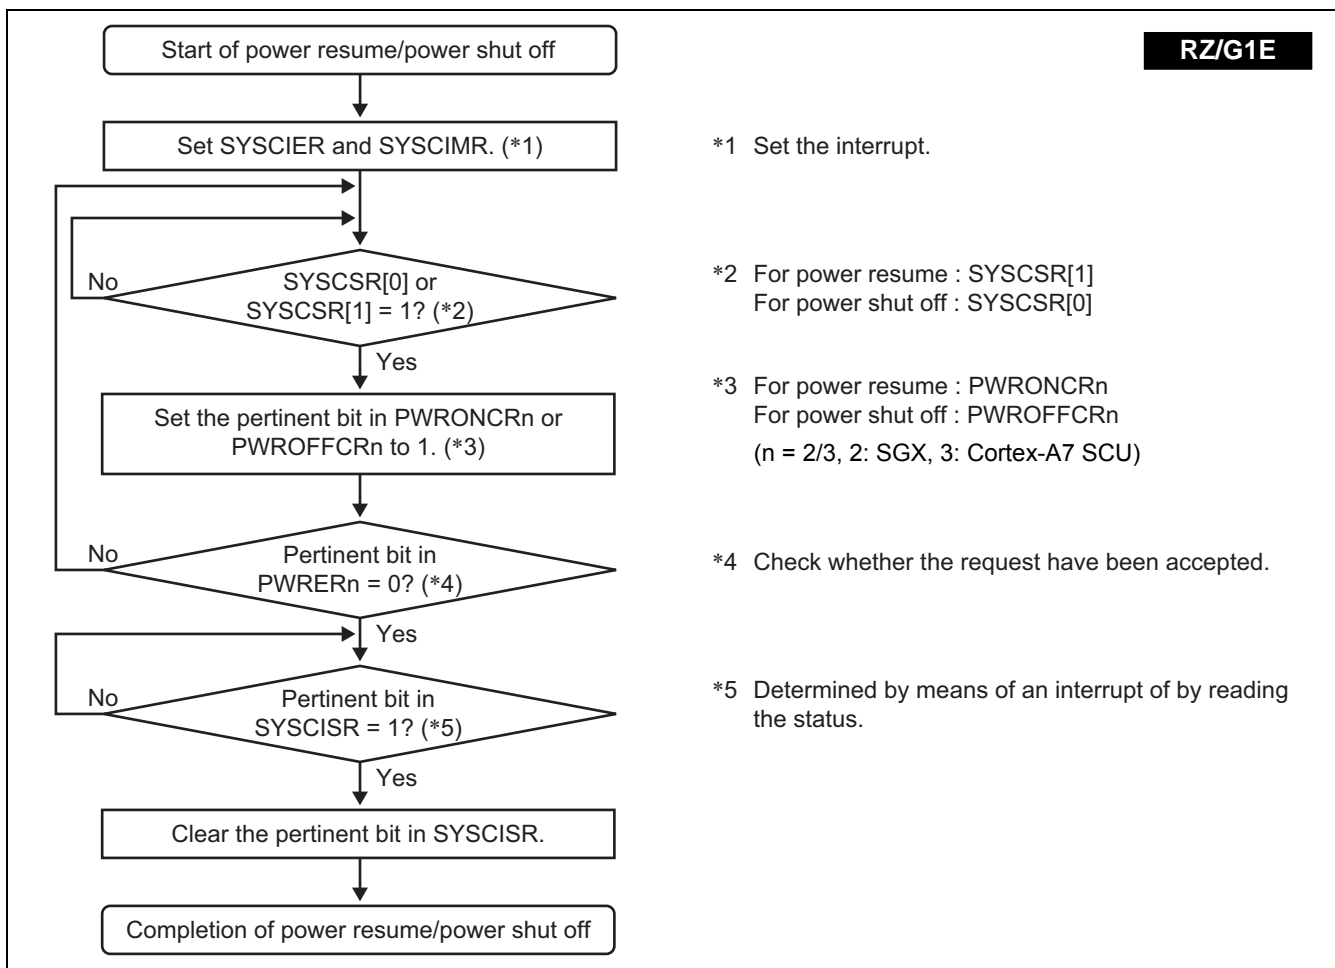 Start of power resume/power shut off
RZ/G1E
Set SYSCIER and SYSCIMR. (*1)
*1 Set the interrupt.
No
SYSCSR[0] or
SYSCSR[1] = 1? (*2)
*2 For power resume : SYSCSR[1]
For power shut off : SYSCSR[0]
Yes
Set the pertinent bit in PWRONCRn or
PWROFFCRn to 1. (*3)
*3 For power resume : PWRONCRn
For power shut off : PWROFFCRn
(n = 2/3, 2: SGX, 3: Cortex-A7 SCU)
No
Pertinent bit in
PWRERn = 0? (*4)
*4 Check whether the request have been accepted.
Yes
No
Pertinent bit in
SYSCISR = 1? (*5)
*5 Determined by means of an interrupt of by reading
the status.
Yes
Clear the pertinent bit in SYSCISR.
Completion of power resume/power shut off